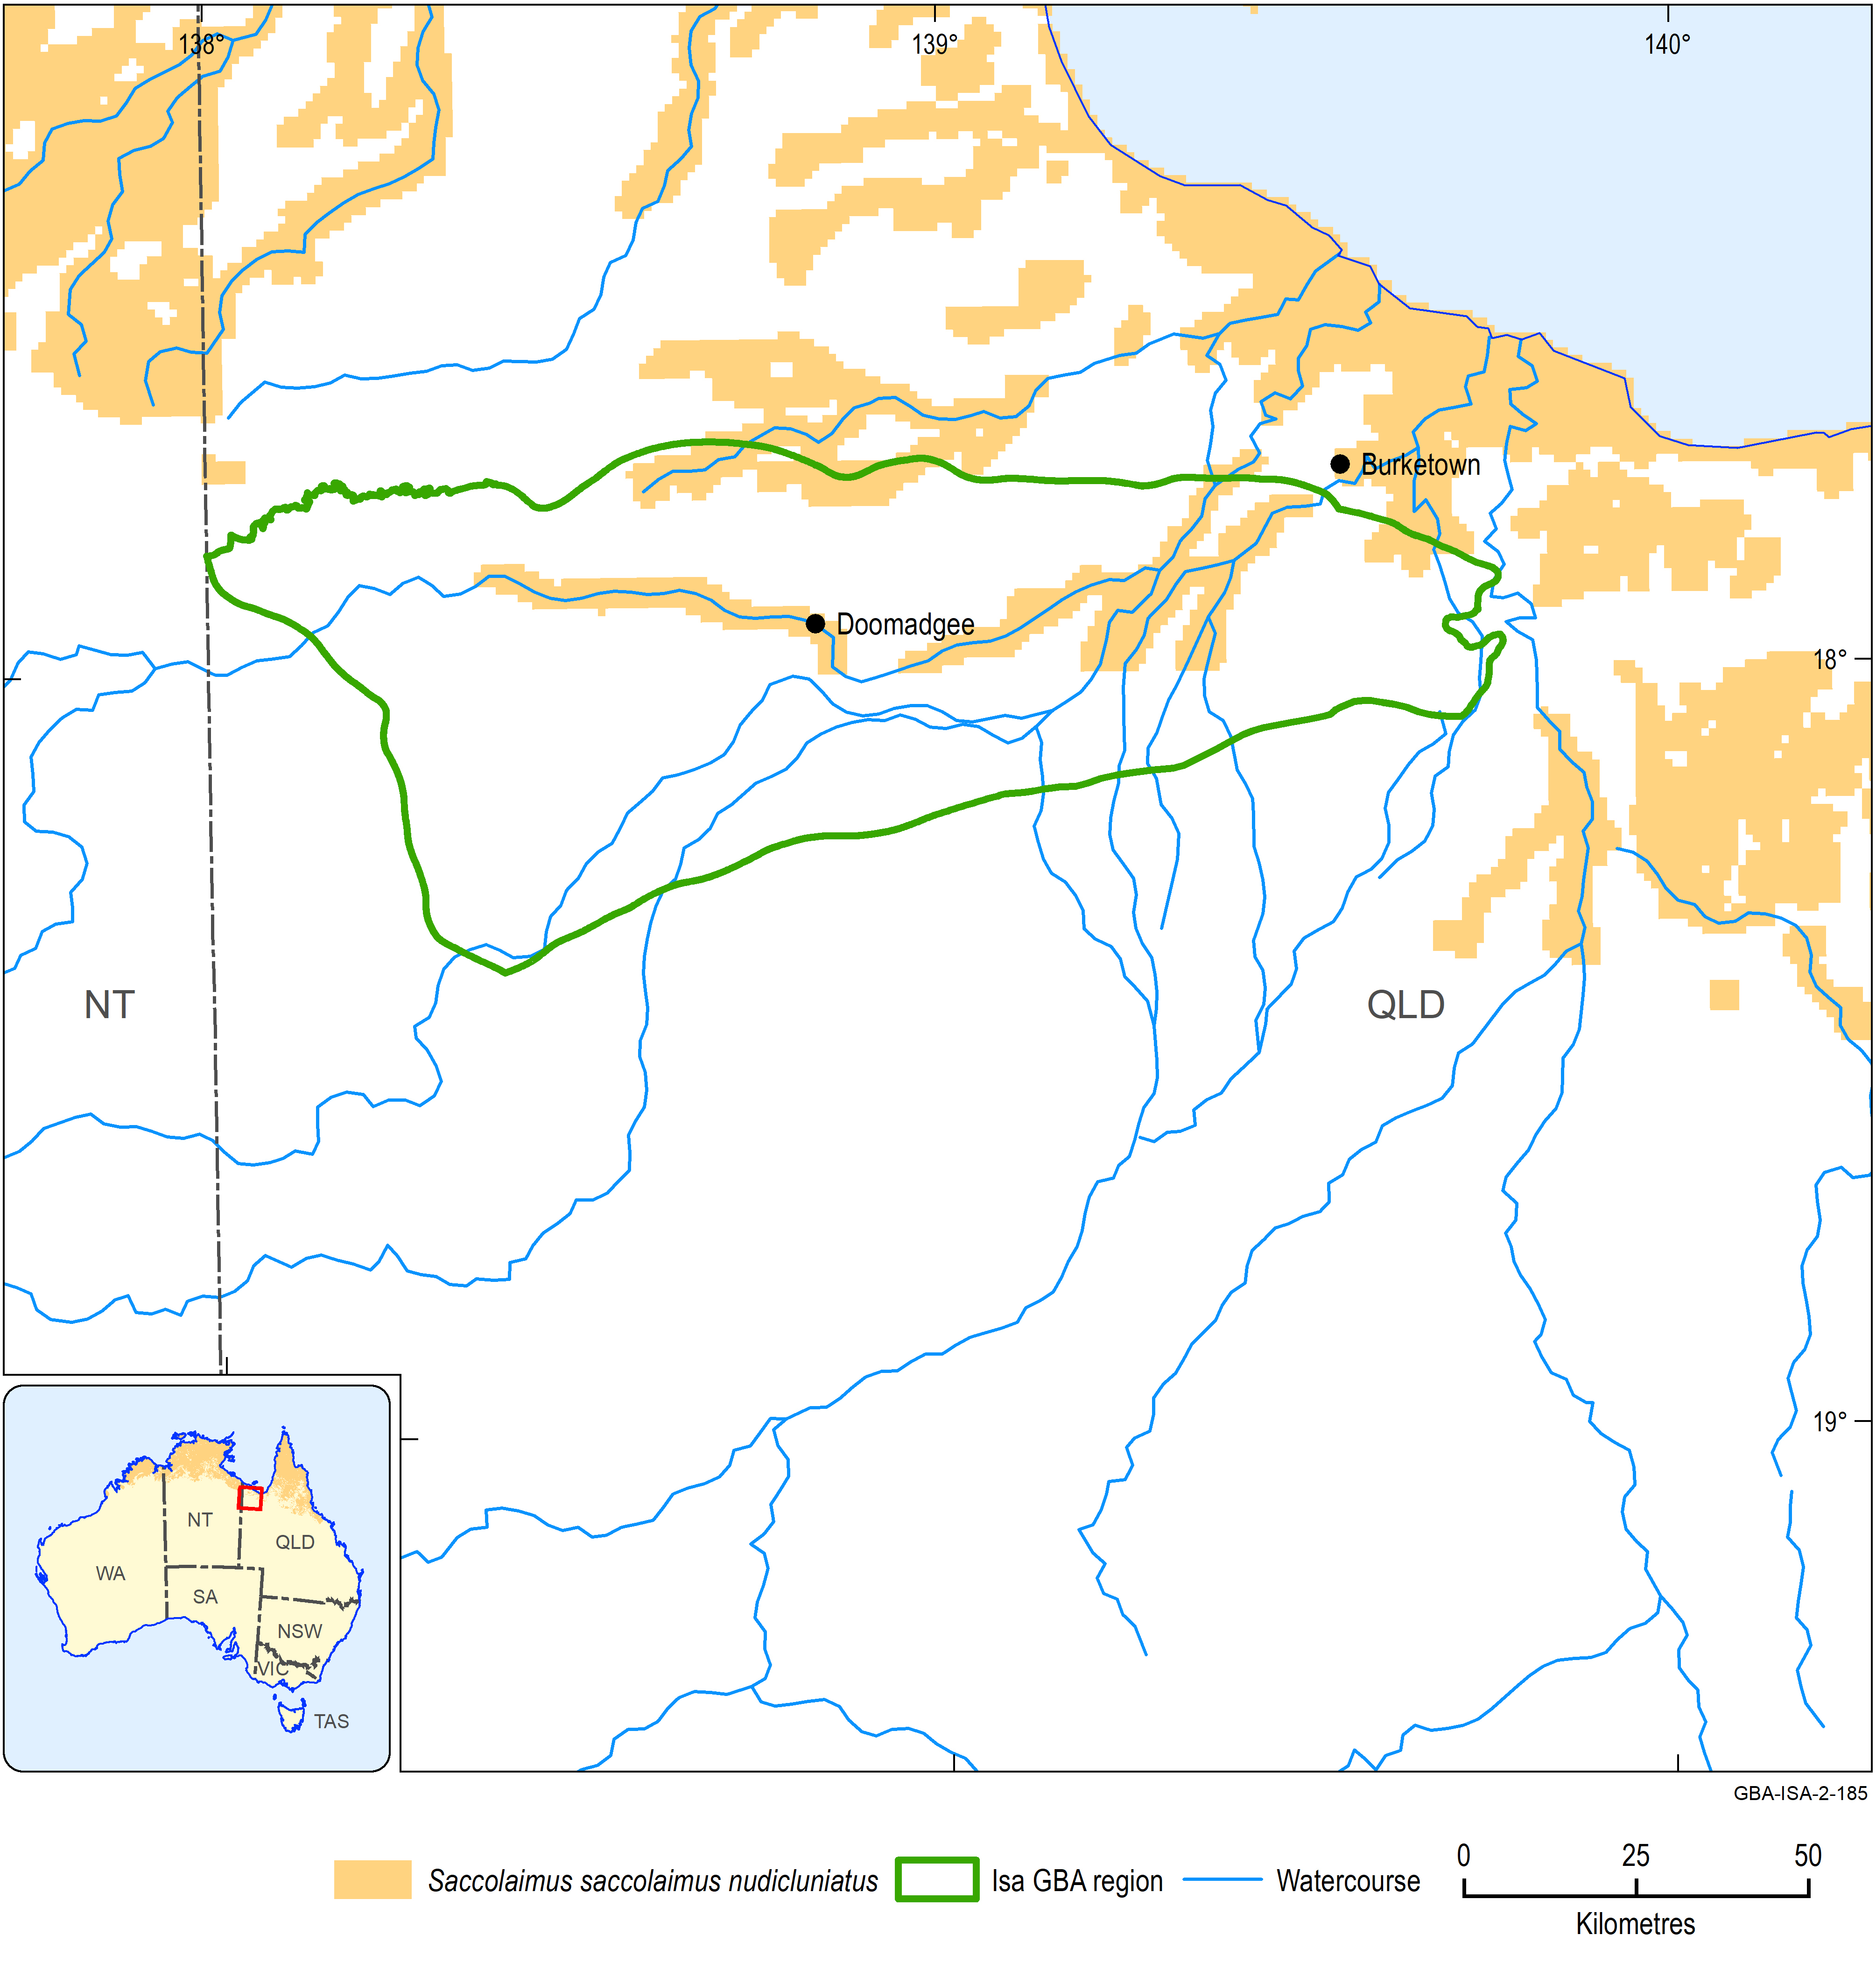 138°
139°
140°
Burketown
Doomadgee
18°
NT
QLD
19°
NT
QLD
WA
SA
NSW
VIC
TAS
GBA-ISA-2-185
Saccolaimus saccolaimus nudicluniatus
Isa GBA region
Watercourse
0 25 50
Kilometres